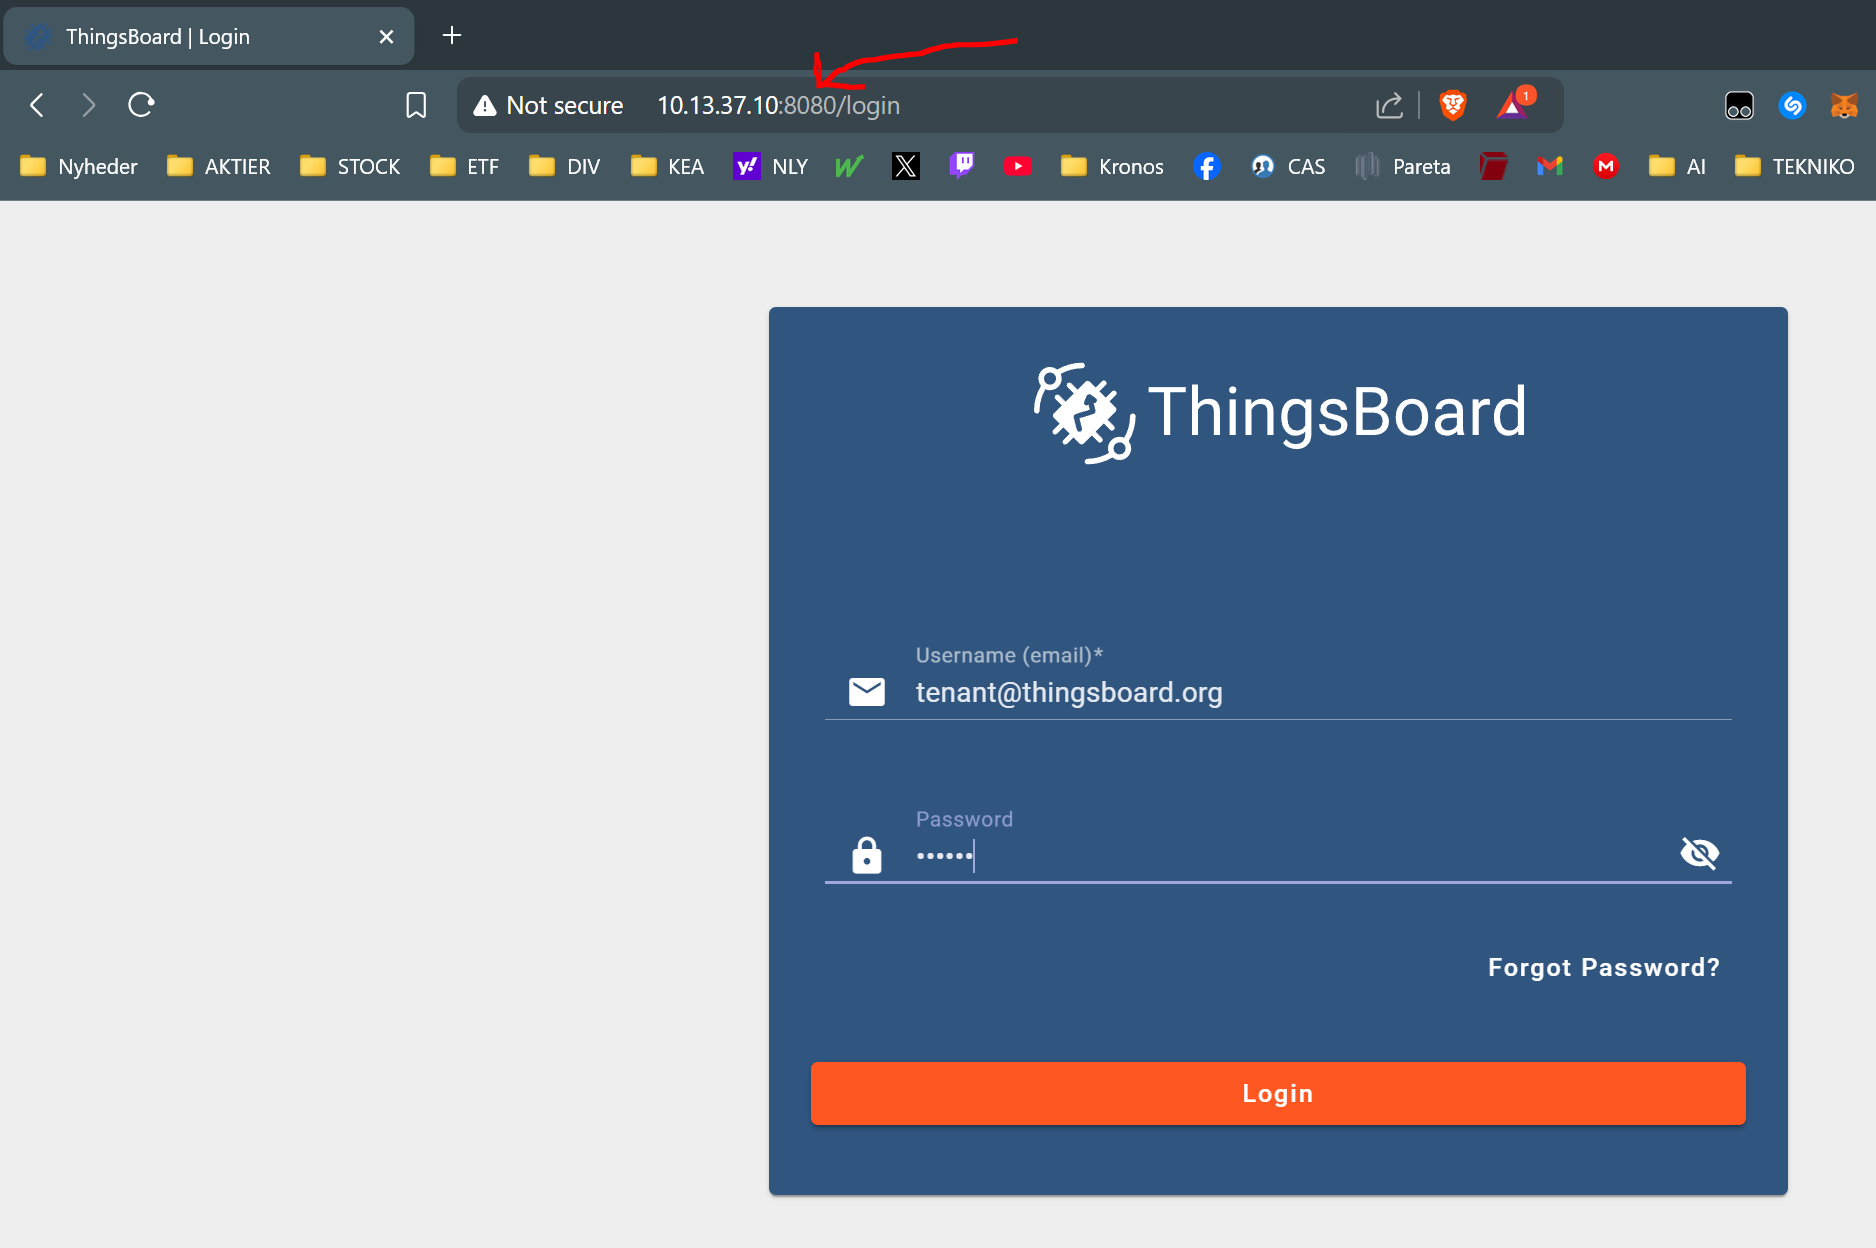 ThingsBoard | Login
Not secure 10.13.37.10:8080/login
1
Nyheder AKTIER STOCK ETF DIV KEA y! NLY Kronos CAS Pareta AI TEKNIKO
ThingsBoard
Username (email)*
tenant@thingsboard.org
Password
••••••
Forgot Password?
Login